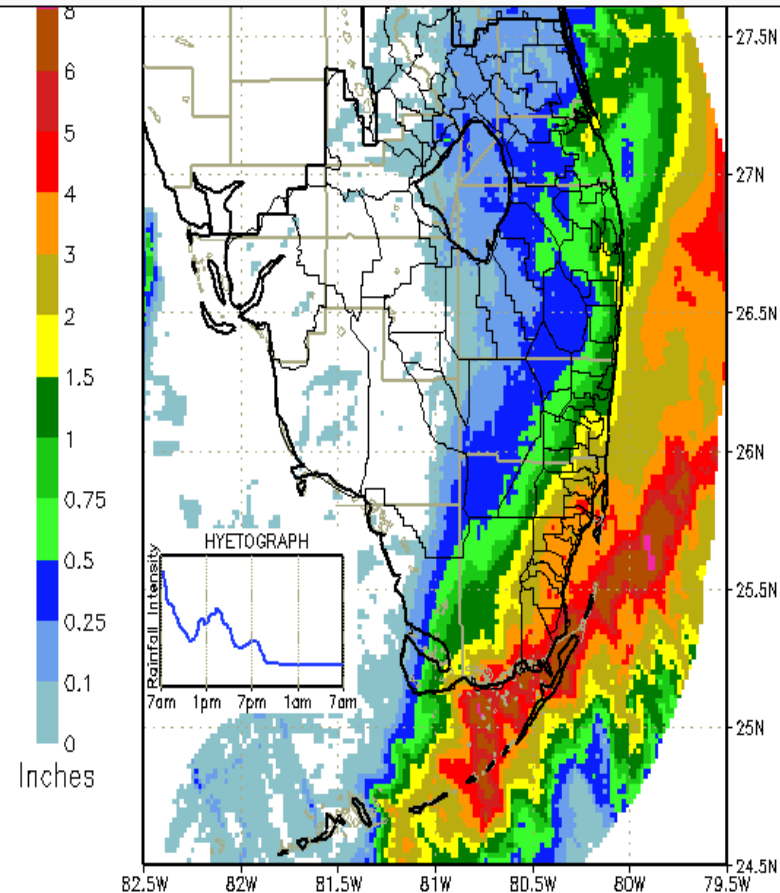 8
6
5
4
3
2
1.5
1
0.75
0.5
0.25
0.1
0
Inches
27.5N
27N
26.5N
26N
25.5N
25N
24.5N
HYETOGRAPH
Rainfall Intensity
7am 1pm 7pm 1am 7am
82.5W 82W 81.5W 81W 80.5W 80W 79.5W